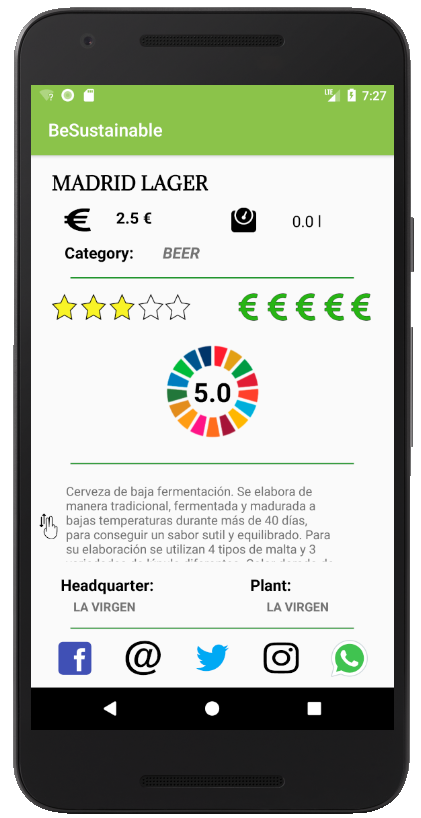 LTE 7:27
BeSustainable
MADRID LAGER
€ 2.5 € 0.0 l
Category: BEER
€ € € € €
5.0
Cerveza de baja fermentación. Se elabora de
manera tradicional, fermentada y madurada a
bajas temperaturas durante más de 40 días,
para conseguir un sabor sutil y equilibrado. Para
su elaboración se utilizan 4 tipos de malta y 3
Headquarter: Plant:
LA VIRGEN LA VIRGEN
f @